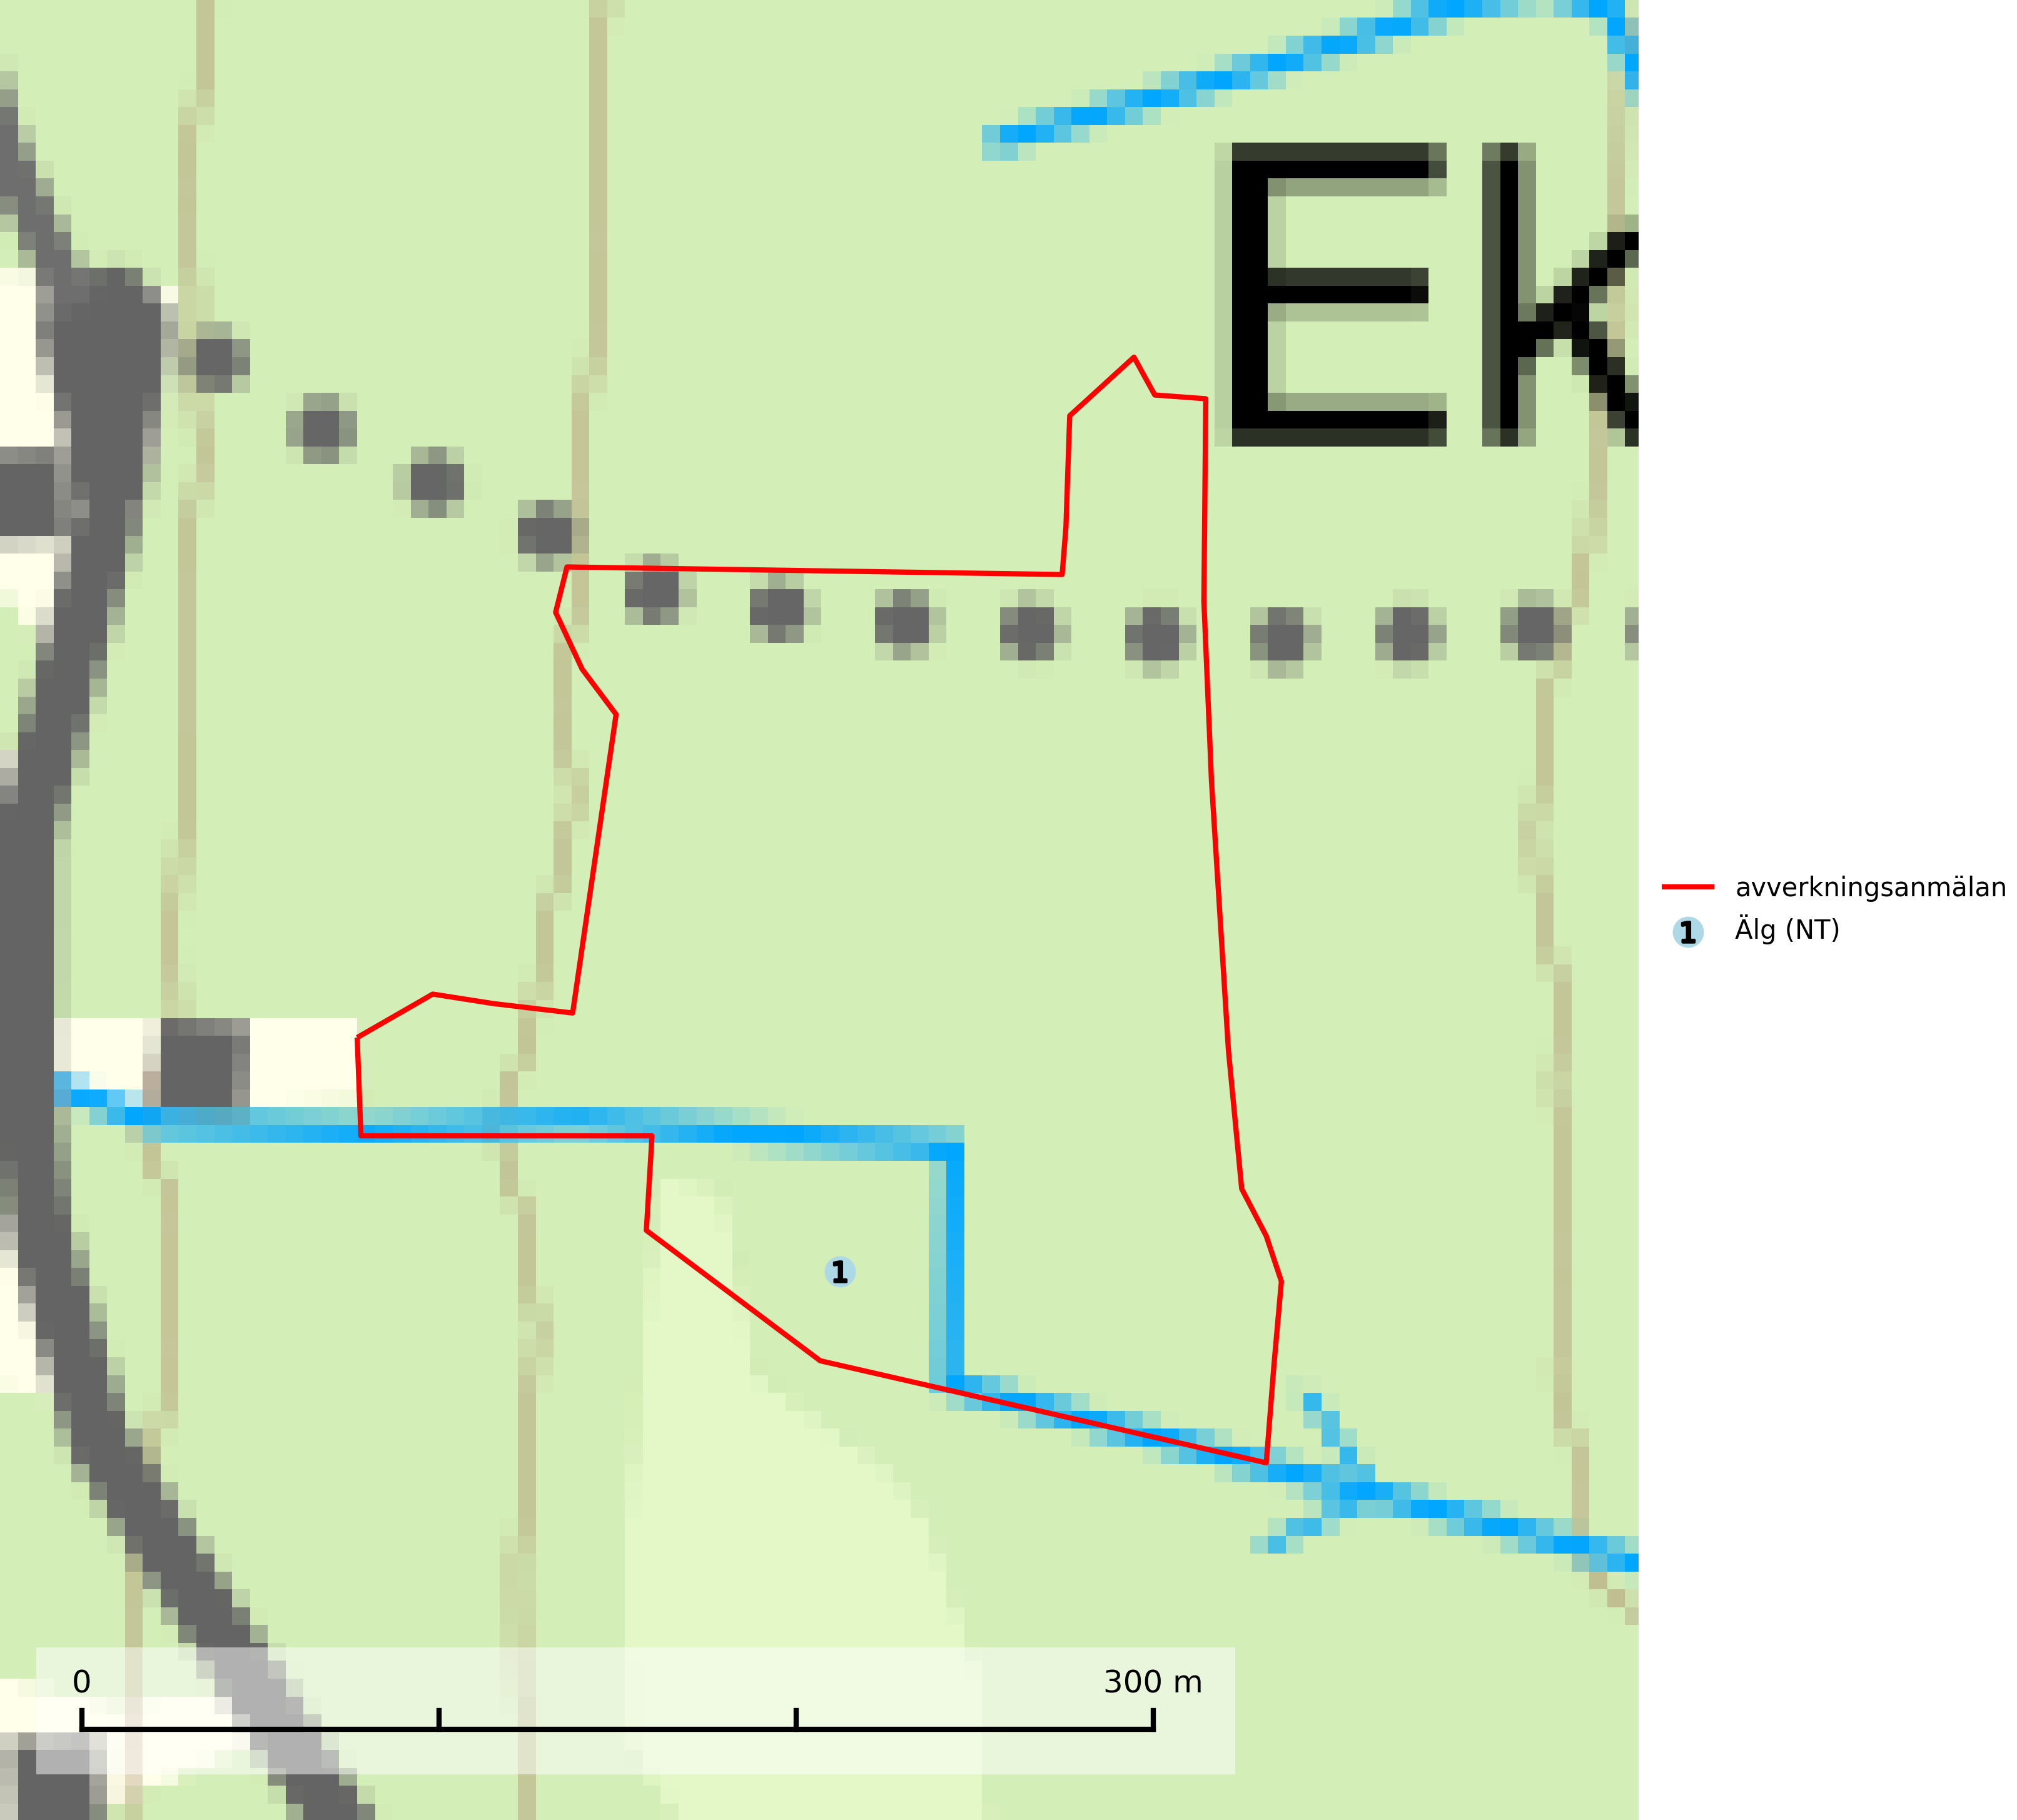 Ek
avverkningsanmälan
1 Älg (NT)
1
0 300 m